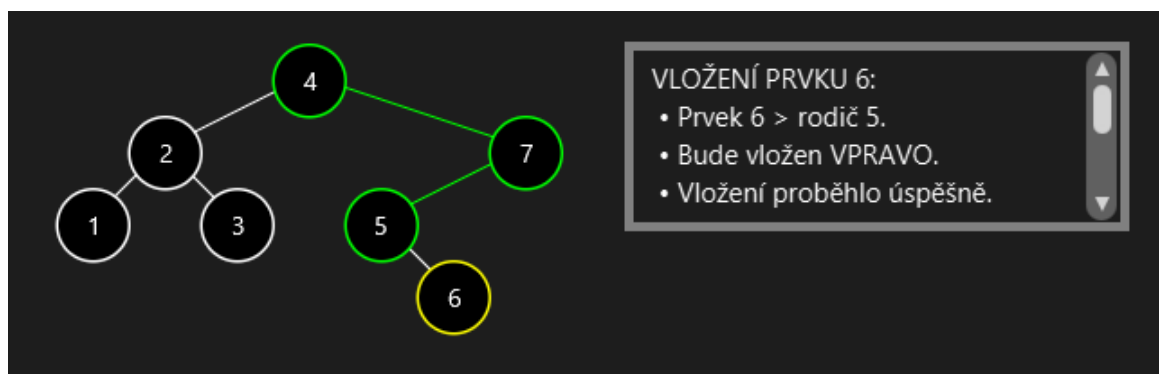 4
2
7
1
3
5
6
VLOŽENÍ PRVKU 6:
• Prvek 6 > rodič 5.
• Bude vložen VPRAVO.
• Vložení proběhlo úspěšně.